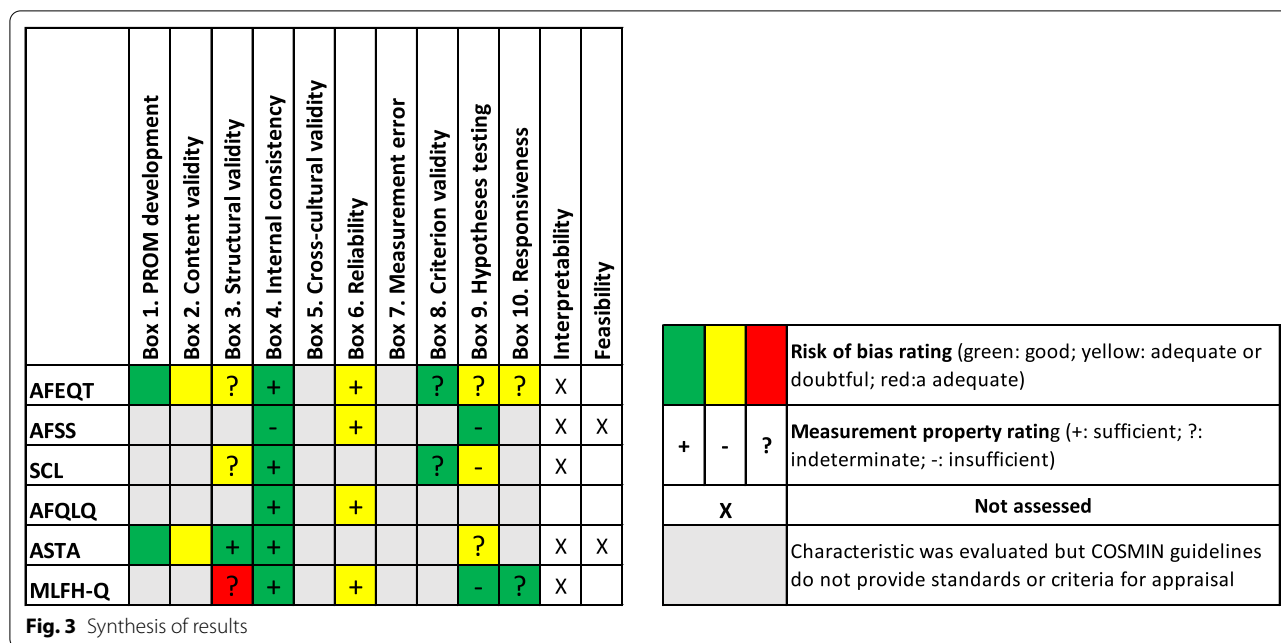 Box 1. PROM development
Box 2. Content validity
Box 3. Structural validity
Box 4. Internal consistency
Box 5. Cross-cultural validity
Box 6. Reliability
Box 7. Measurement error
Box 8. Criterion validity
Box 9. Hypotheses testing
Box 10. Responsiveness
Interpretability
Feasibility
AFEQT ? + + ? ? ? X
AFSS - + - X X
SCL ? + ? - X
AFQLQ + +
ASTA + + ? X X
MLFH-Q ? + + - ? X
Risk of bias rating (green: good; yellow: adequate or
doubtful; red:a adequate)
+ - ?
Measurement property rating (+: sufficient; ?:
indeterminate; -: insufficient)
X Not assessed
Characteristic was evaluated but COSMIN guidelines
do not provide standards or criteria for appraisal
Fig. 3 Synthesis of results